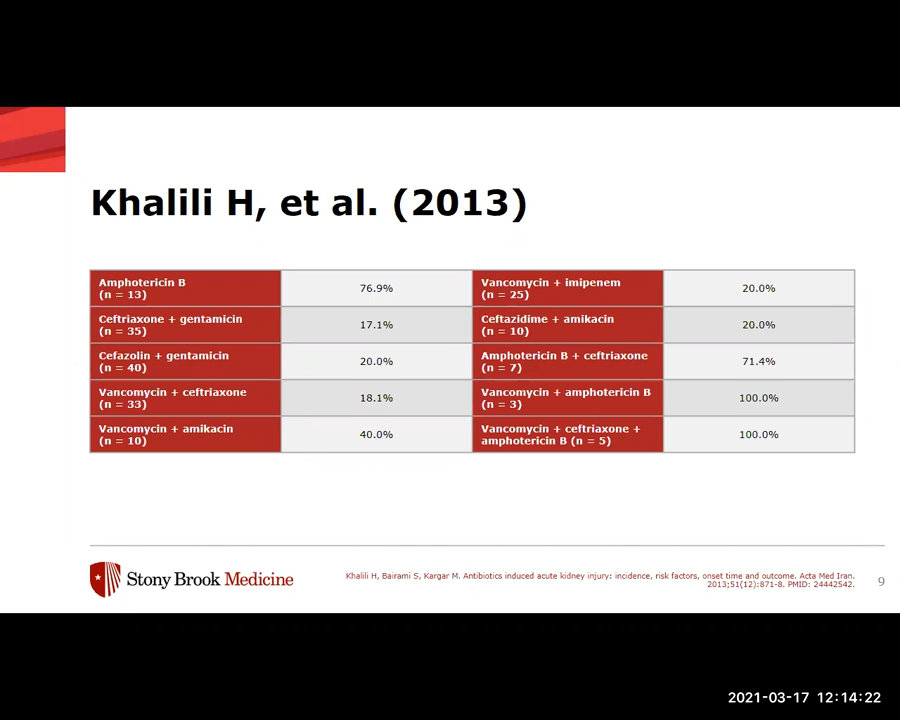 Khalili H, et al. (2013)
Amphotericin B
(n = 13)
76.9%
Vancomycin + imipenem
(n = 25)
20.0%
Ceftriaxone + gentamicin
(n = 35)
17.1%
Ceftazidime + amikacin
(n = 10)
20.0%
Cefazolin + gentamicin
(n = 40)
20.0%
Amphotericin B + ceftriaxone
(n = 7)
71.4%
Vancomycin + ceftriaxone
(n = 33)
18.1%
Vancomycin + amphotericin B
(n = 3)
100.0%
Vancomycin + amikacin
(n = 10)
40.0%
Vancomycin + ceftriaxone +
amphotericin B (n = 5)
100.0%
Stony Brook Medicine
Khalili H, Bairami S, Kargar M. Antibiotics induced acute kidney injury: incidence, risk factors, onset time and outcome. Acta Med Iran.
2013;51(12):871-8. PMID: 24442542.
9
2021-03-17 12:14:22